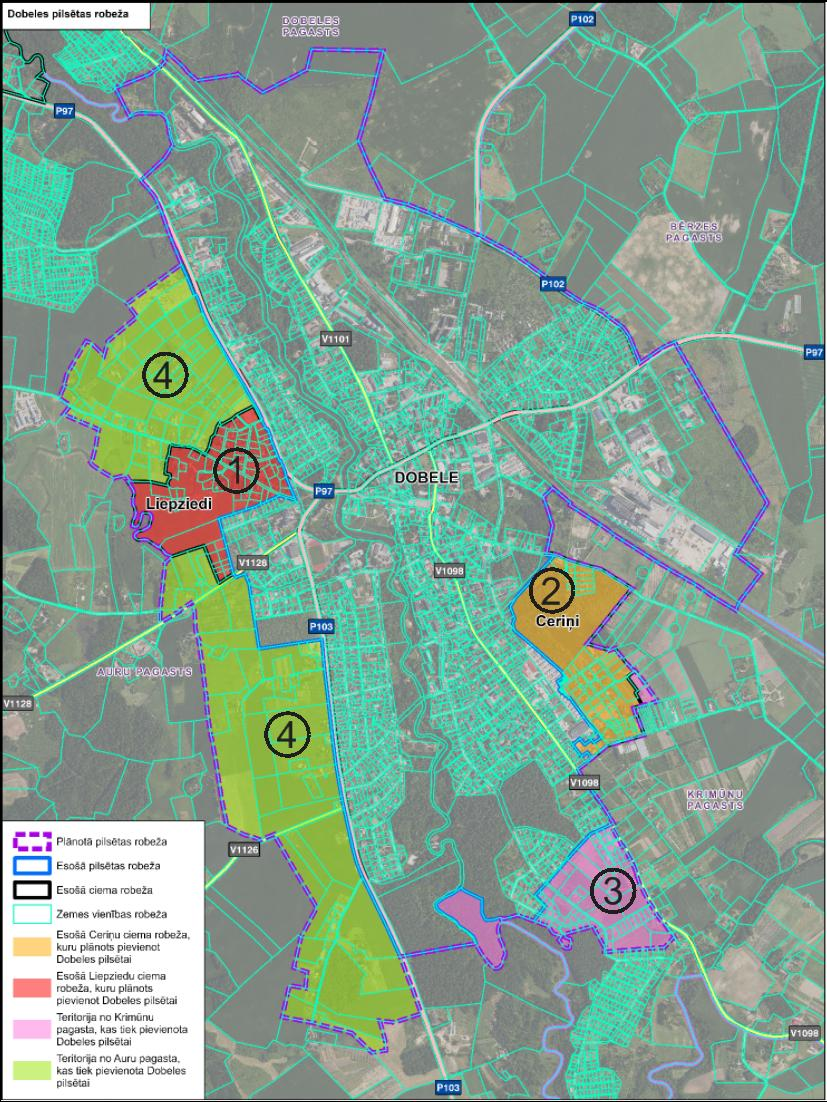 Dobeles pilsētas robeža
DOBELES
PAGASTS
P102
P97
BĒRZES
PAGASTS
P102
V1101
P97
4
1
DOBELE
P97
Liepziedi
V1128
V1098
2
Ceriņi
P103
AURU PAGASTS
V1128
4
V1098
KRIMŪNU
PAGASTS
V1126
3
V1098
P103
Plānotā pilsētas robeža
Esošā pilsētas robeža
Esošā ciema robeža
Zemes vienības robeža
Esošā Ceriņu ciema robeža,
kuru plānots pievienot
Dobeles pilsētai
Esošā Liepziedu ciema
robeža, kuru plānots
pievienot Dobeles pilsētai
Teritorija no Krimūnu
pagasta, kas tiek pievienota
Dobeles pilsētai
Teritorija no Auru pagasta,
kas tiek pievienota Dobeles
pilsētai